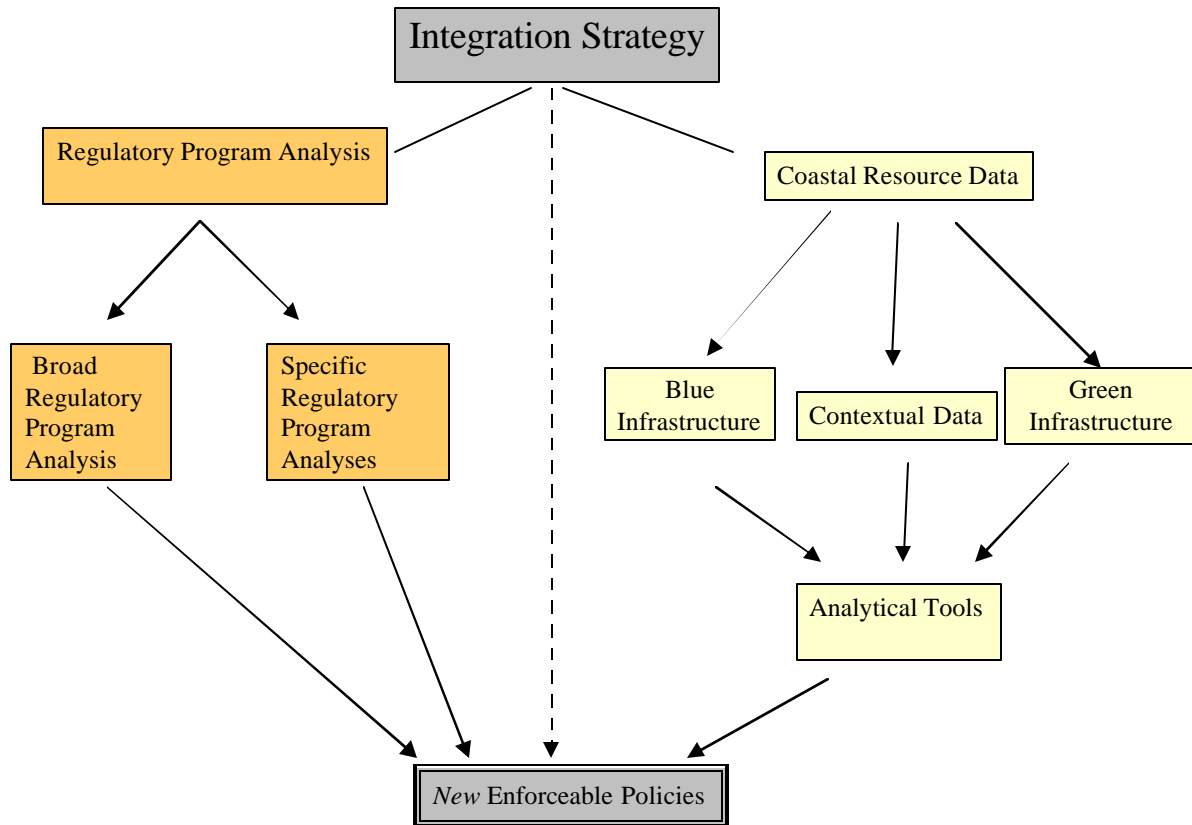 Integration Strategy
Regulatory Program Analysis
Coastal Resource Data
Broad
Regulatory
Program
Analysis
Specific
Regulatory
Program
Analyses
Blue
Infrastructure
Contextual Data
Green
Infrastructure
Analytical Tools
New Enforceable Policies